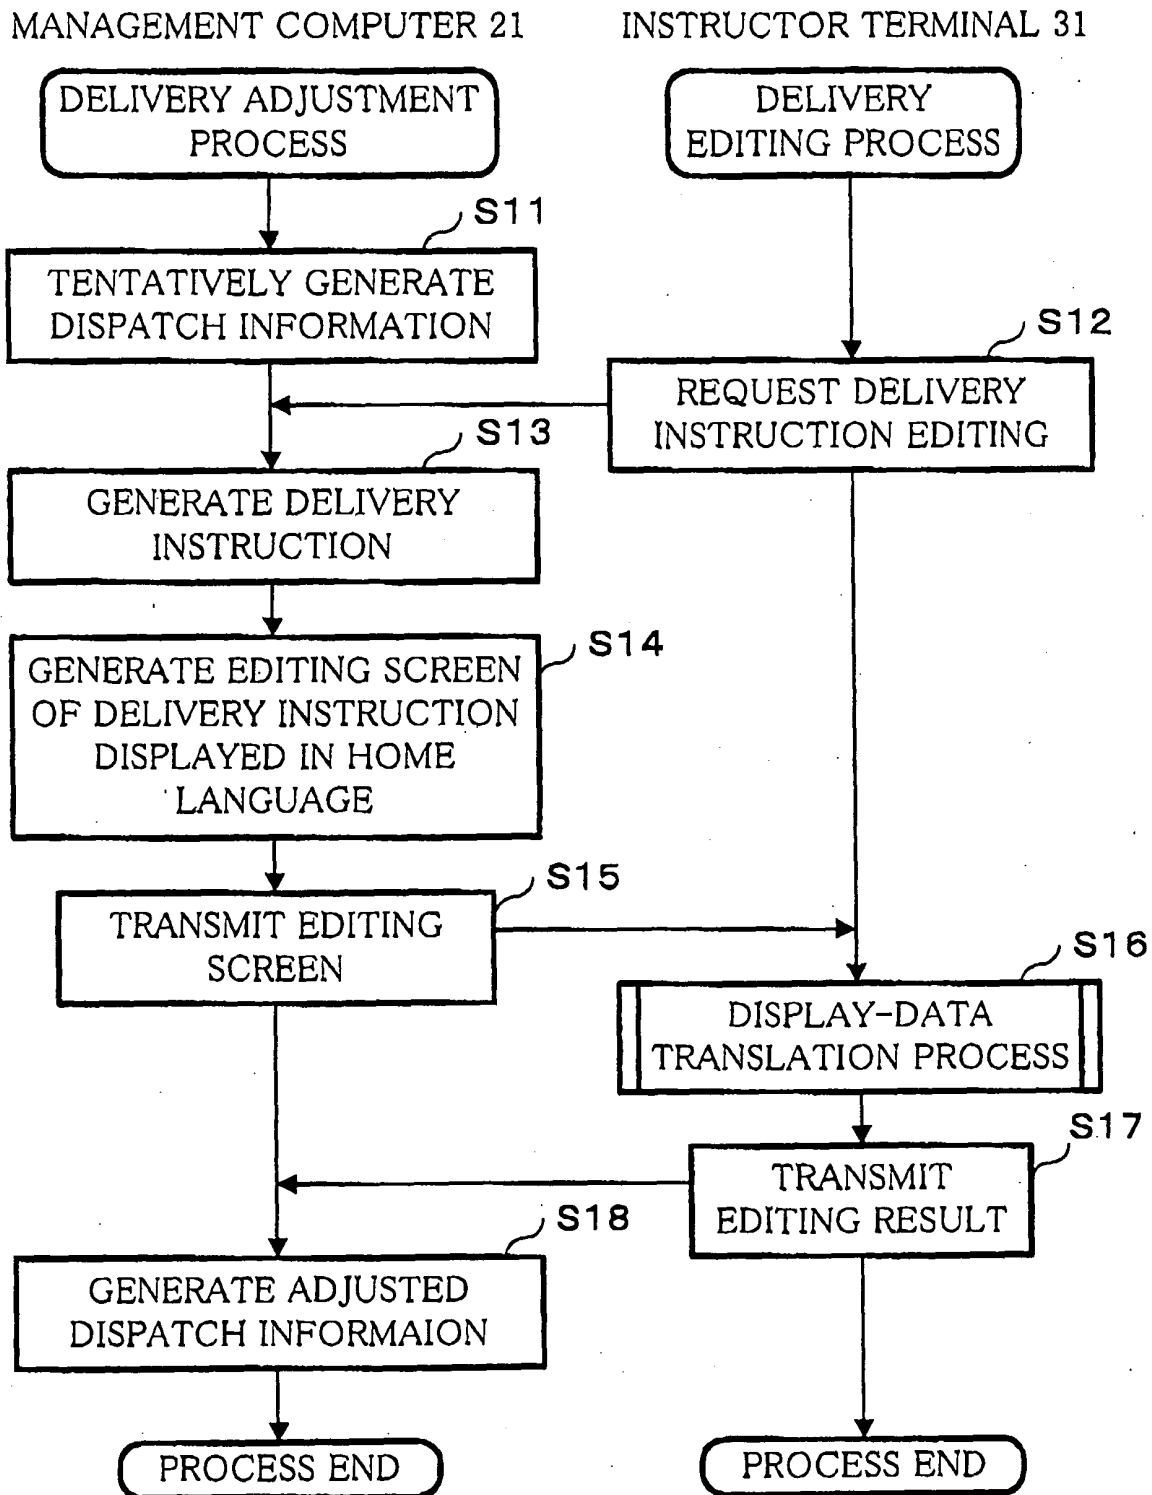 MANAGEMENT COMPUTER 21
INSTRUCTOR TERMINAL 31
DELIVERY ADJUSTMENT
PROCESS
DELIVERY
EDITING PROCESS
S11
TENTATIVELY GENERATE
DISPATCH INFORMATION
S12
REQUEST DELIVERY
INSTRUCTION EDITING
S13
GENERATE DELIVERY
INSTRUCTION
S14
GENERATE EDITING SCREEN
OF DELIVERY INSTRUCTION
DISPLAYED IN HOME
LANGUAGE
S15
TRANSMIT EDITING
SCREEN
S16
DISPLAY-DATA
TRANSLATION PROCESS
S17
TRANSMIT
EDITING RESULT
S18
GENERATE ADJUSTED
DISPATCH INFORMAION
PROCESS END
PROCESS END